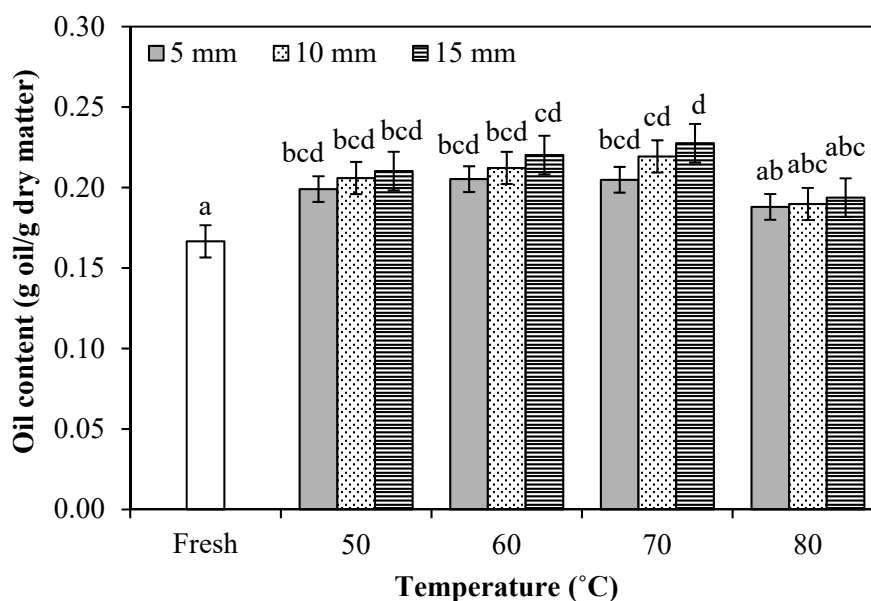 0.30
5 mm 10 mm 15 mm
0.25
0.20
0.15
0.10
0.05
0.00
Oil content (g oil/g dry matter)
a
bcd bcd bcd
bcd bcd cd
bcd cd d
ab abc abc
Fresh 50 60 70 80
Temperature (˚C)